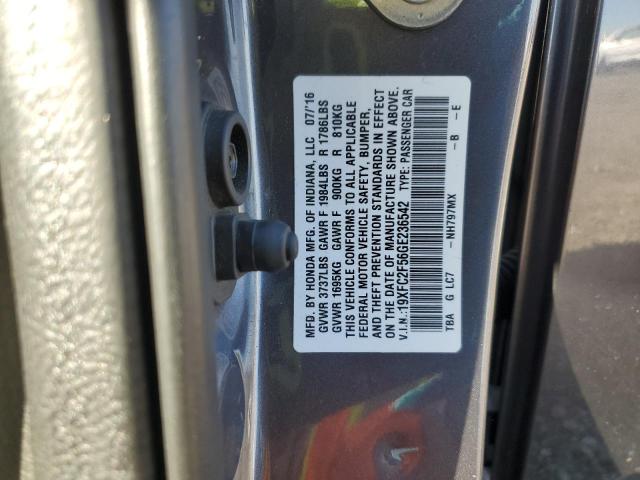 MFD. BY HONDA MFG. OF INDIANA, LLC 07/16
GVWR 3737LBS GAWR F 1984LBS R 1786LBS
GVWR 1695KG GAWR F 900KG R 810KG
THIS VEHICLE CONFORMS TO ALL APPLICABLE
FEDERAL MOTOR VEHICLE SAFETY, BUMPER,
AND THEFT PREVENTION STANDARDS IN EFFECT
ON THE DATE OF MANUFACTURE SHOWN ABOVE.
V.I.N.:19XFC2F56GE236542 TYPE: PASSENGER CAR
TBA G LC7 -NH797MX -B -E